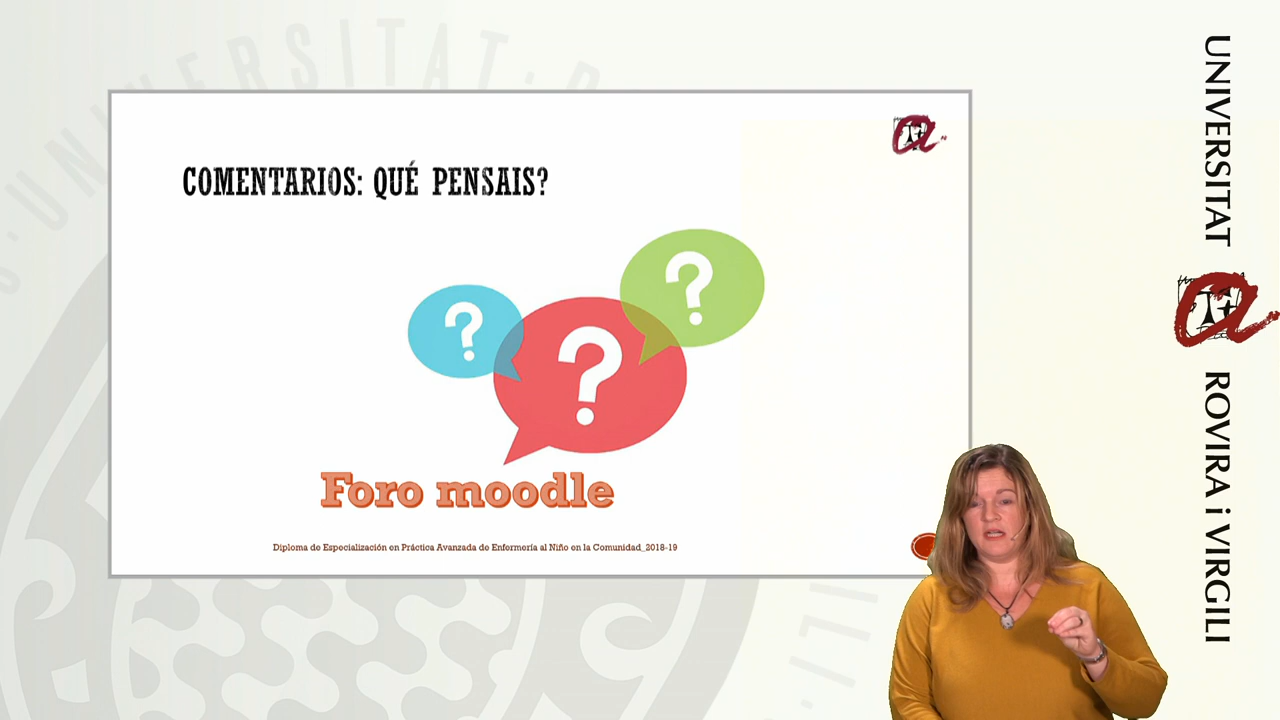 COMENTARIOS: QUÉ PENSAIS?
?
?
?
Foro moodle
Diploma de Especialización en Práctica Avanzada de Enfermería al Niño en la Comunidad_2018-19
UNIVERSITAT
ROVIRA i VIRGILI
UNIVERSITAT